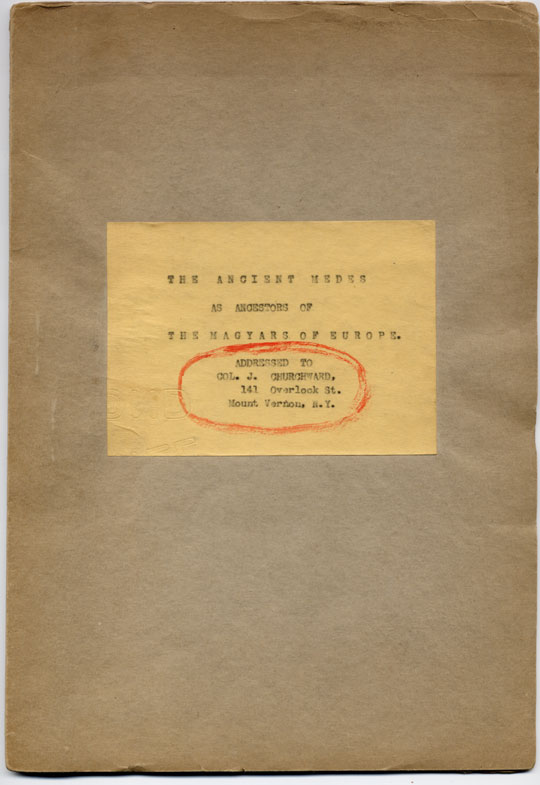 THE ANCIENT MEDES
AS ANCESTORS OF
THE MAGYARS OF EUROPE.
ADDRESSED TO
COL. J. CHURCHWARD,
141 Overlook St.
Mount Vernon, N.Y.